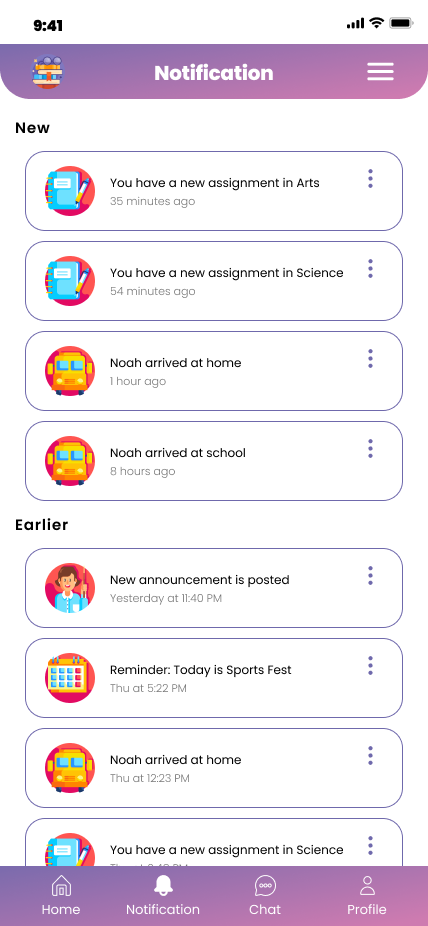 9:41
Notification
New
You have a new assignment in Arts
35 minutes ago
You have a new assignment in Science
54 minutes ago
Noah arrived at home
1 hour ago
Noah arrived at school
8 hours ago
Earlier
New announcement is posted
Yesterday at 11:40 PM
Reminder: Today is Sports Fest
Thu at 5:22 PM
Noah arrived at home
Thu at 12:23 PM
You have a new assignment in Science
Home
Notification
Chat
Profile